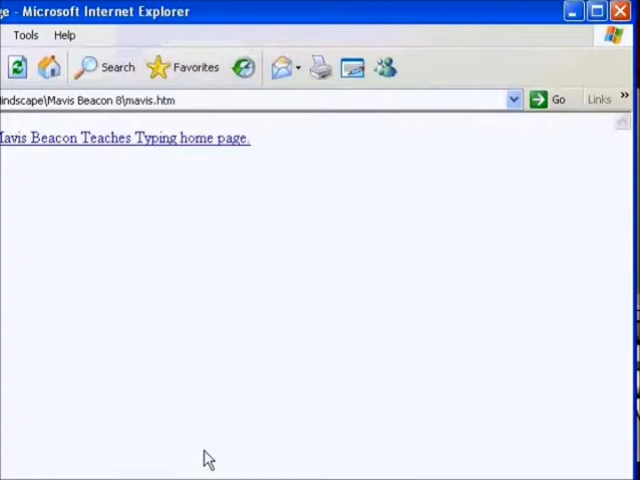 ge - Microsoft Internet Explorer
Tools Help
Search Favorites
indscape\Mavis Beacon 8\mavis.htm Go Links »
Mavis Beacon Teaches Typing home page.